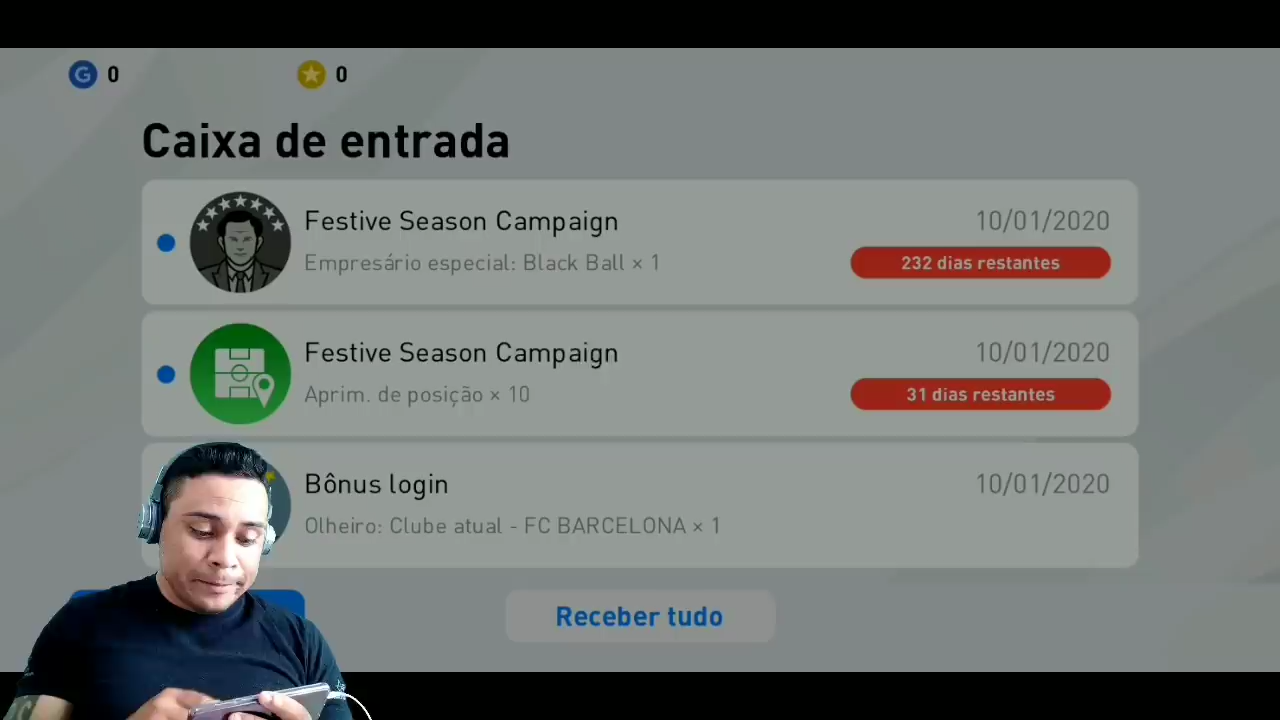 G 0
0
Caixa de entrada
Festive Season Campaign
10/01/2020
Empresário especial: Black Ball × 1
232 dias restantes
Festive Season Campaign
10/01/2020
Aprim. de posição × 10
31 dias restantes
Bônus login
10/01/2020
Olheiro: Clube atual - FC BARCELONA × 1
Receber tudo